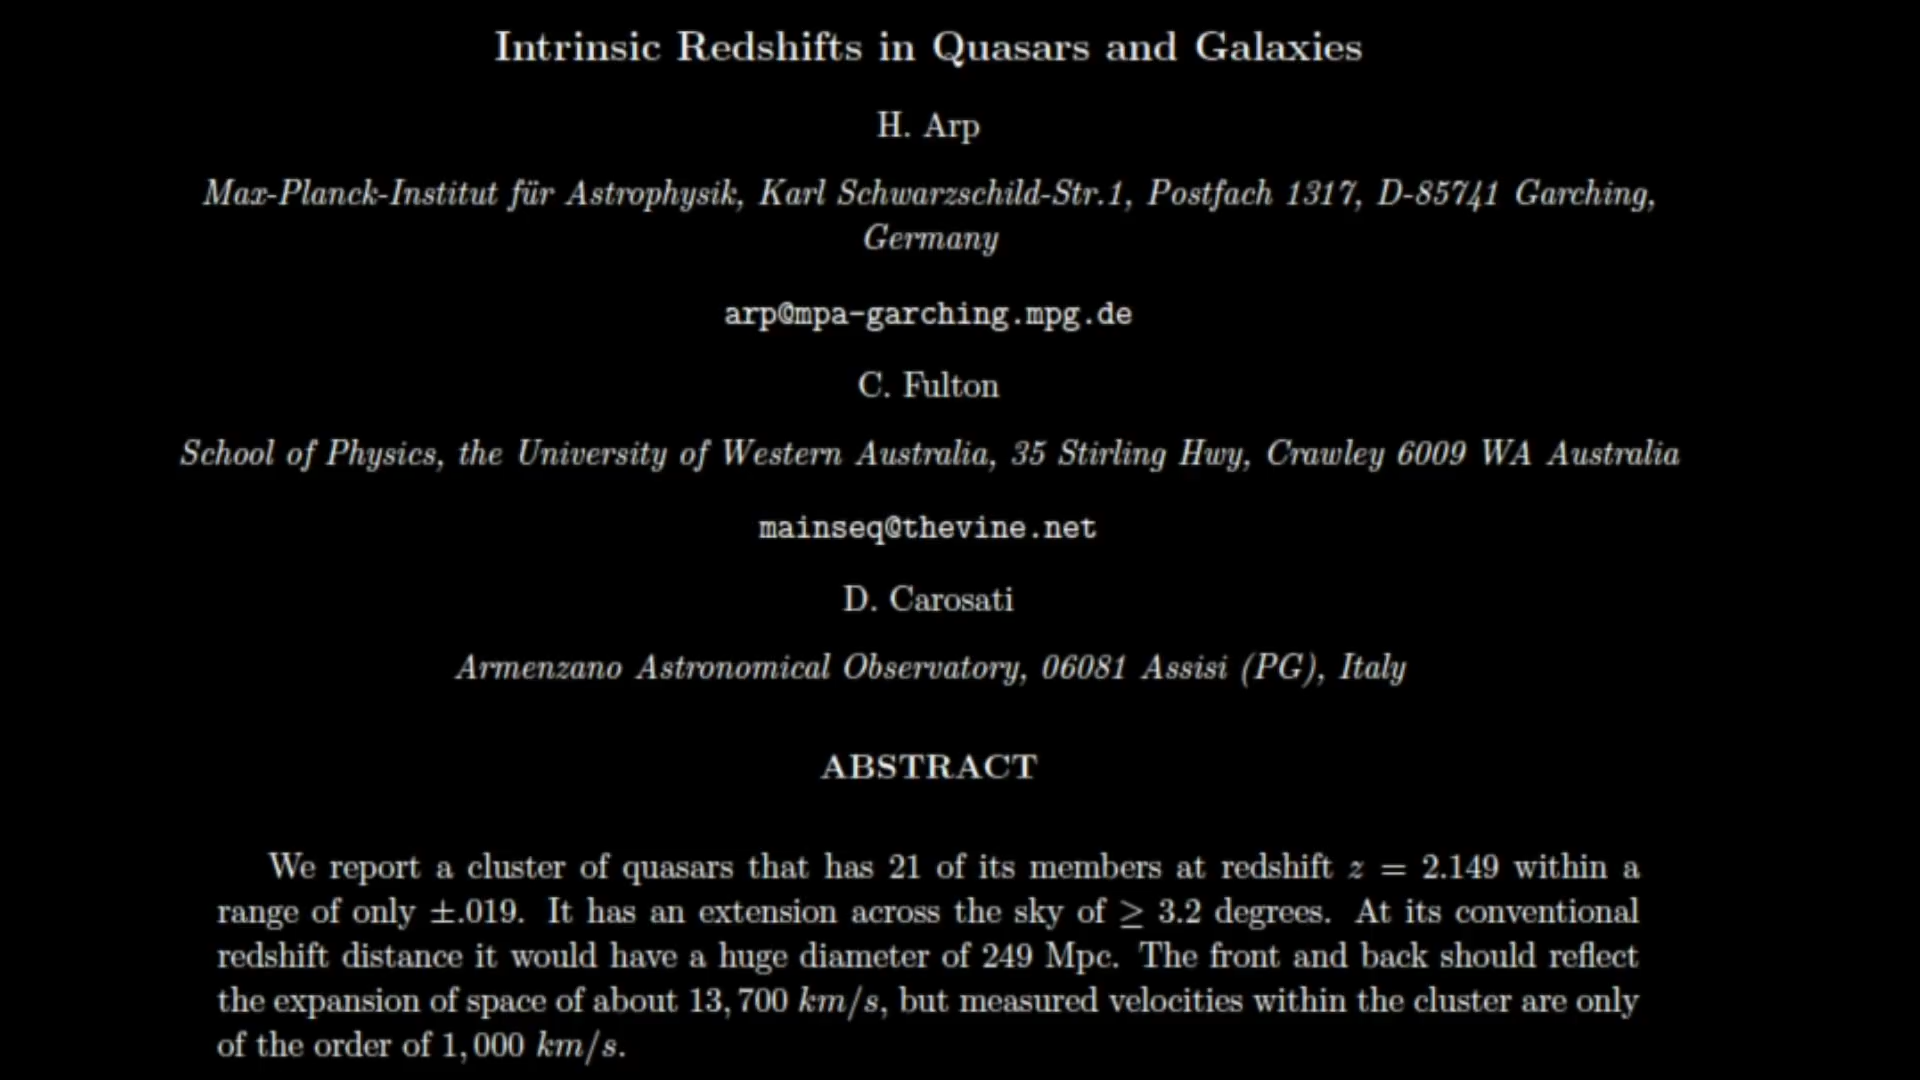 Intrinsic Redshifts in Quasars and Galaxies
H. Arp
Max-Planck-Institut für Astrophysik, Karl Schwarzschild-Str.1, Postfach 1317, D-85741 Garching,
Germany
arp@mpa-garching.mpg.de
C. Fulton
School of Physics, the University of Western Australia, 35 Stirling Hwy, Crawley 6009 WA Australia
mainseq@thevine.net
D. Carosati
Armenzano Astronomical Observatory, 06081 Assisi (PG), Italy
ABSTRACT
We report a cluster of quasars that has 21 of its members at redshift z = 2.149 within a
range of only ±.019. It has an extension across the sky of ≥ 3.2 degrees. At its conventional
redshift distance it would have a huge diameter of 249 Mpc. The front and back should reflect
the expansion of space of about 13,700 km/s, but measured velocities within the cluster are only
of the order of 1,000 km/s.